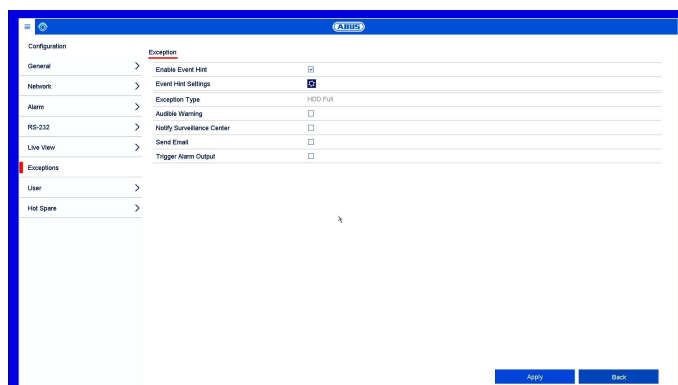 ABUS
Configuration
General
Network
Alarm
RS-232
Live View
Exceptions
User
Hot Spare
Exception
Enable Event Hint
Event Hint Settings
Exception Type HDD Full
Audible Warning
Notify Surveillance Center
Send Email
Trigger Alarm Output
Apply Back